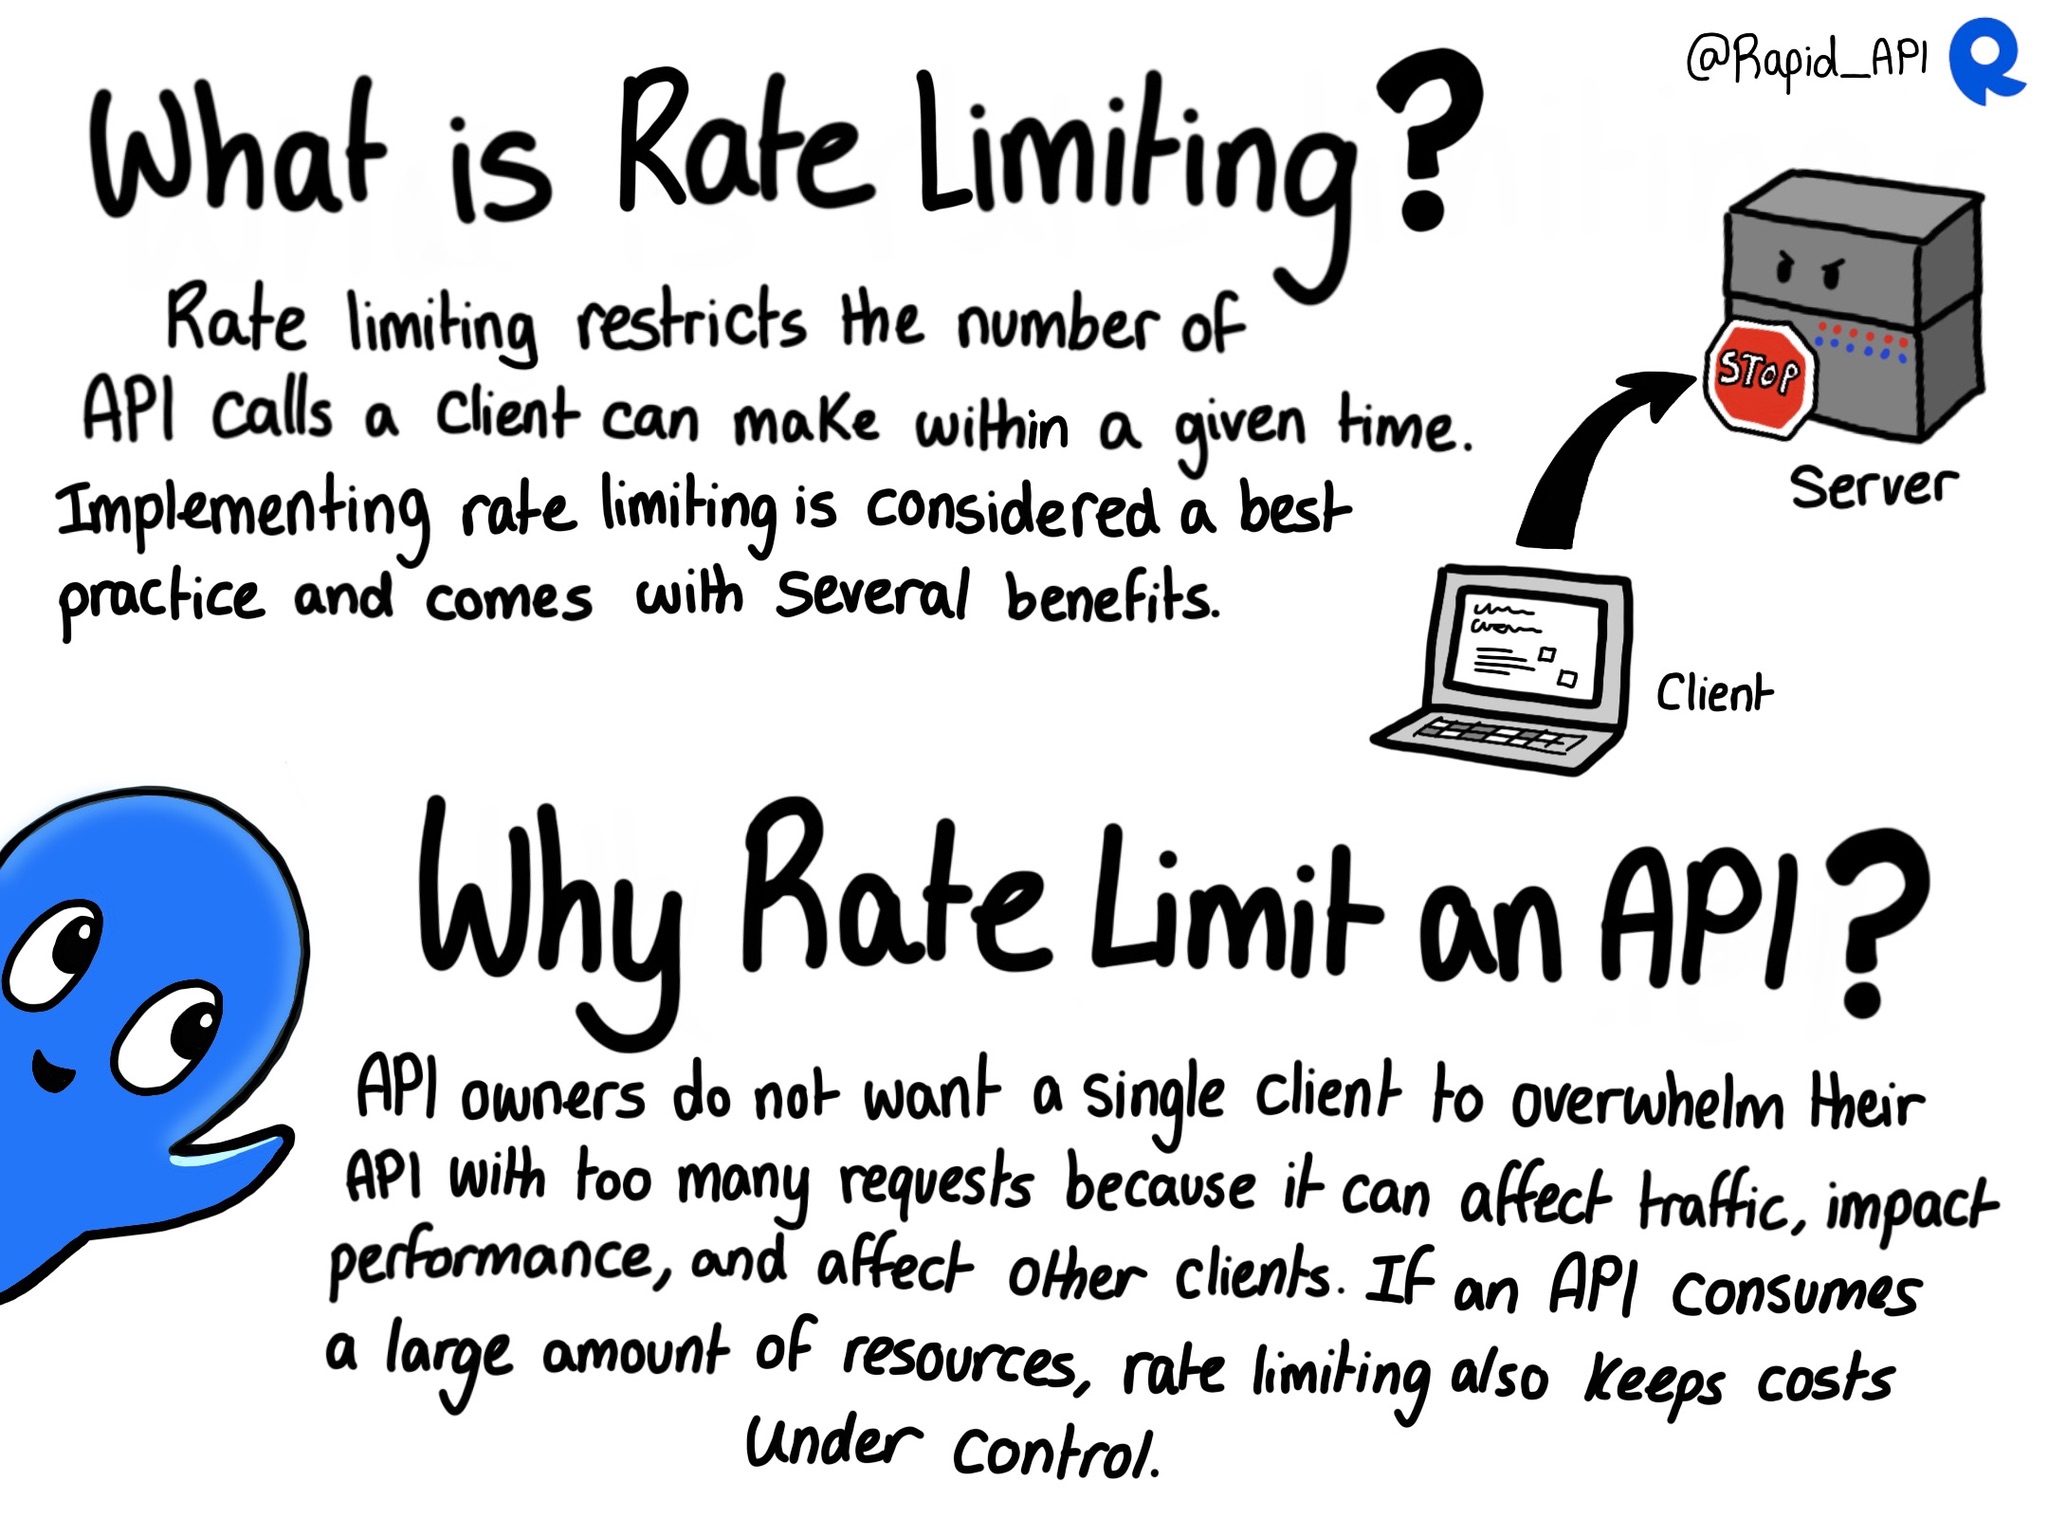 @Rapid_API
What is Rate Limiting?
Rate limiting restricts the number of
API calls a client can make within a given time.
Implementing rate limiting is considered a best
practice and comes with several benefits.
STOP
Server
Client
Why Rate Limit an API?
API owners do not want a single client to overwhelm their
API with too many requests because it can affect traffic, impact
performance, and affect other clients. If an API consumes
a large amount of resources, rate limiting also keeps costs
under control.